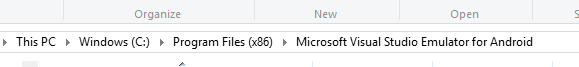 Organize New Open S
This PC Windows (C:) Program Files (x86) Microsoft Visual Studio Emulator for Android